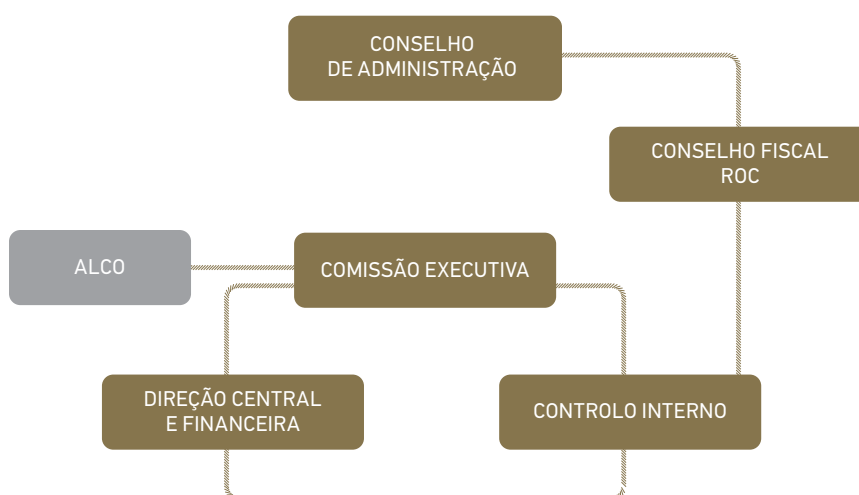 CONSELHO
DE ADMINISTRAÇÃO
CONSELHO FISCAL
ROC
ALCO
COMISSÃO EXECUTIVA
DIREÇÃO CENTRAL
E FINANCEIRA
CONTROLO INTERNO